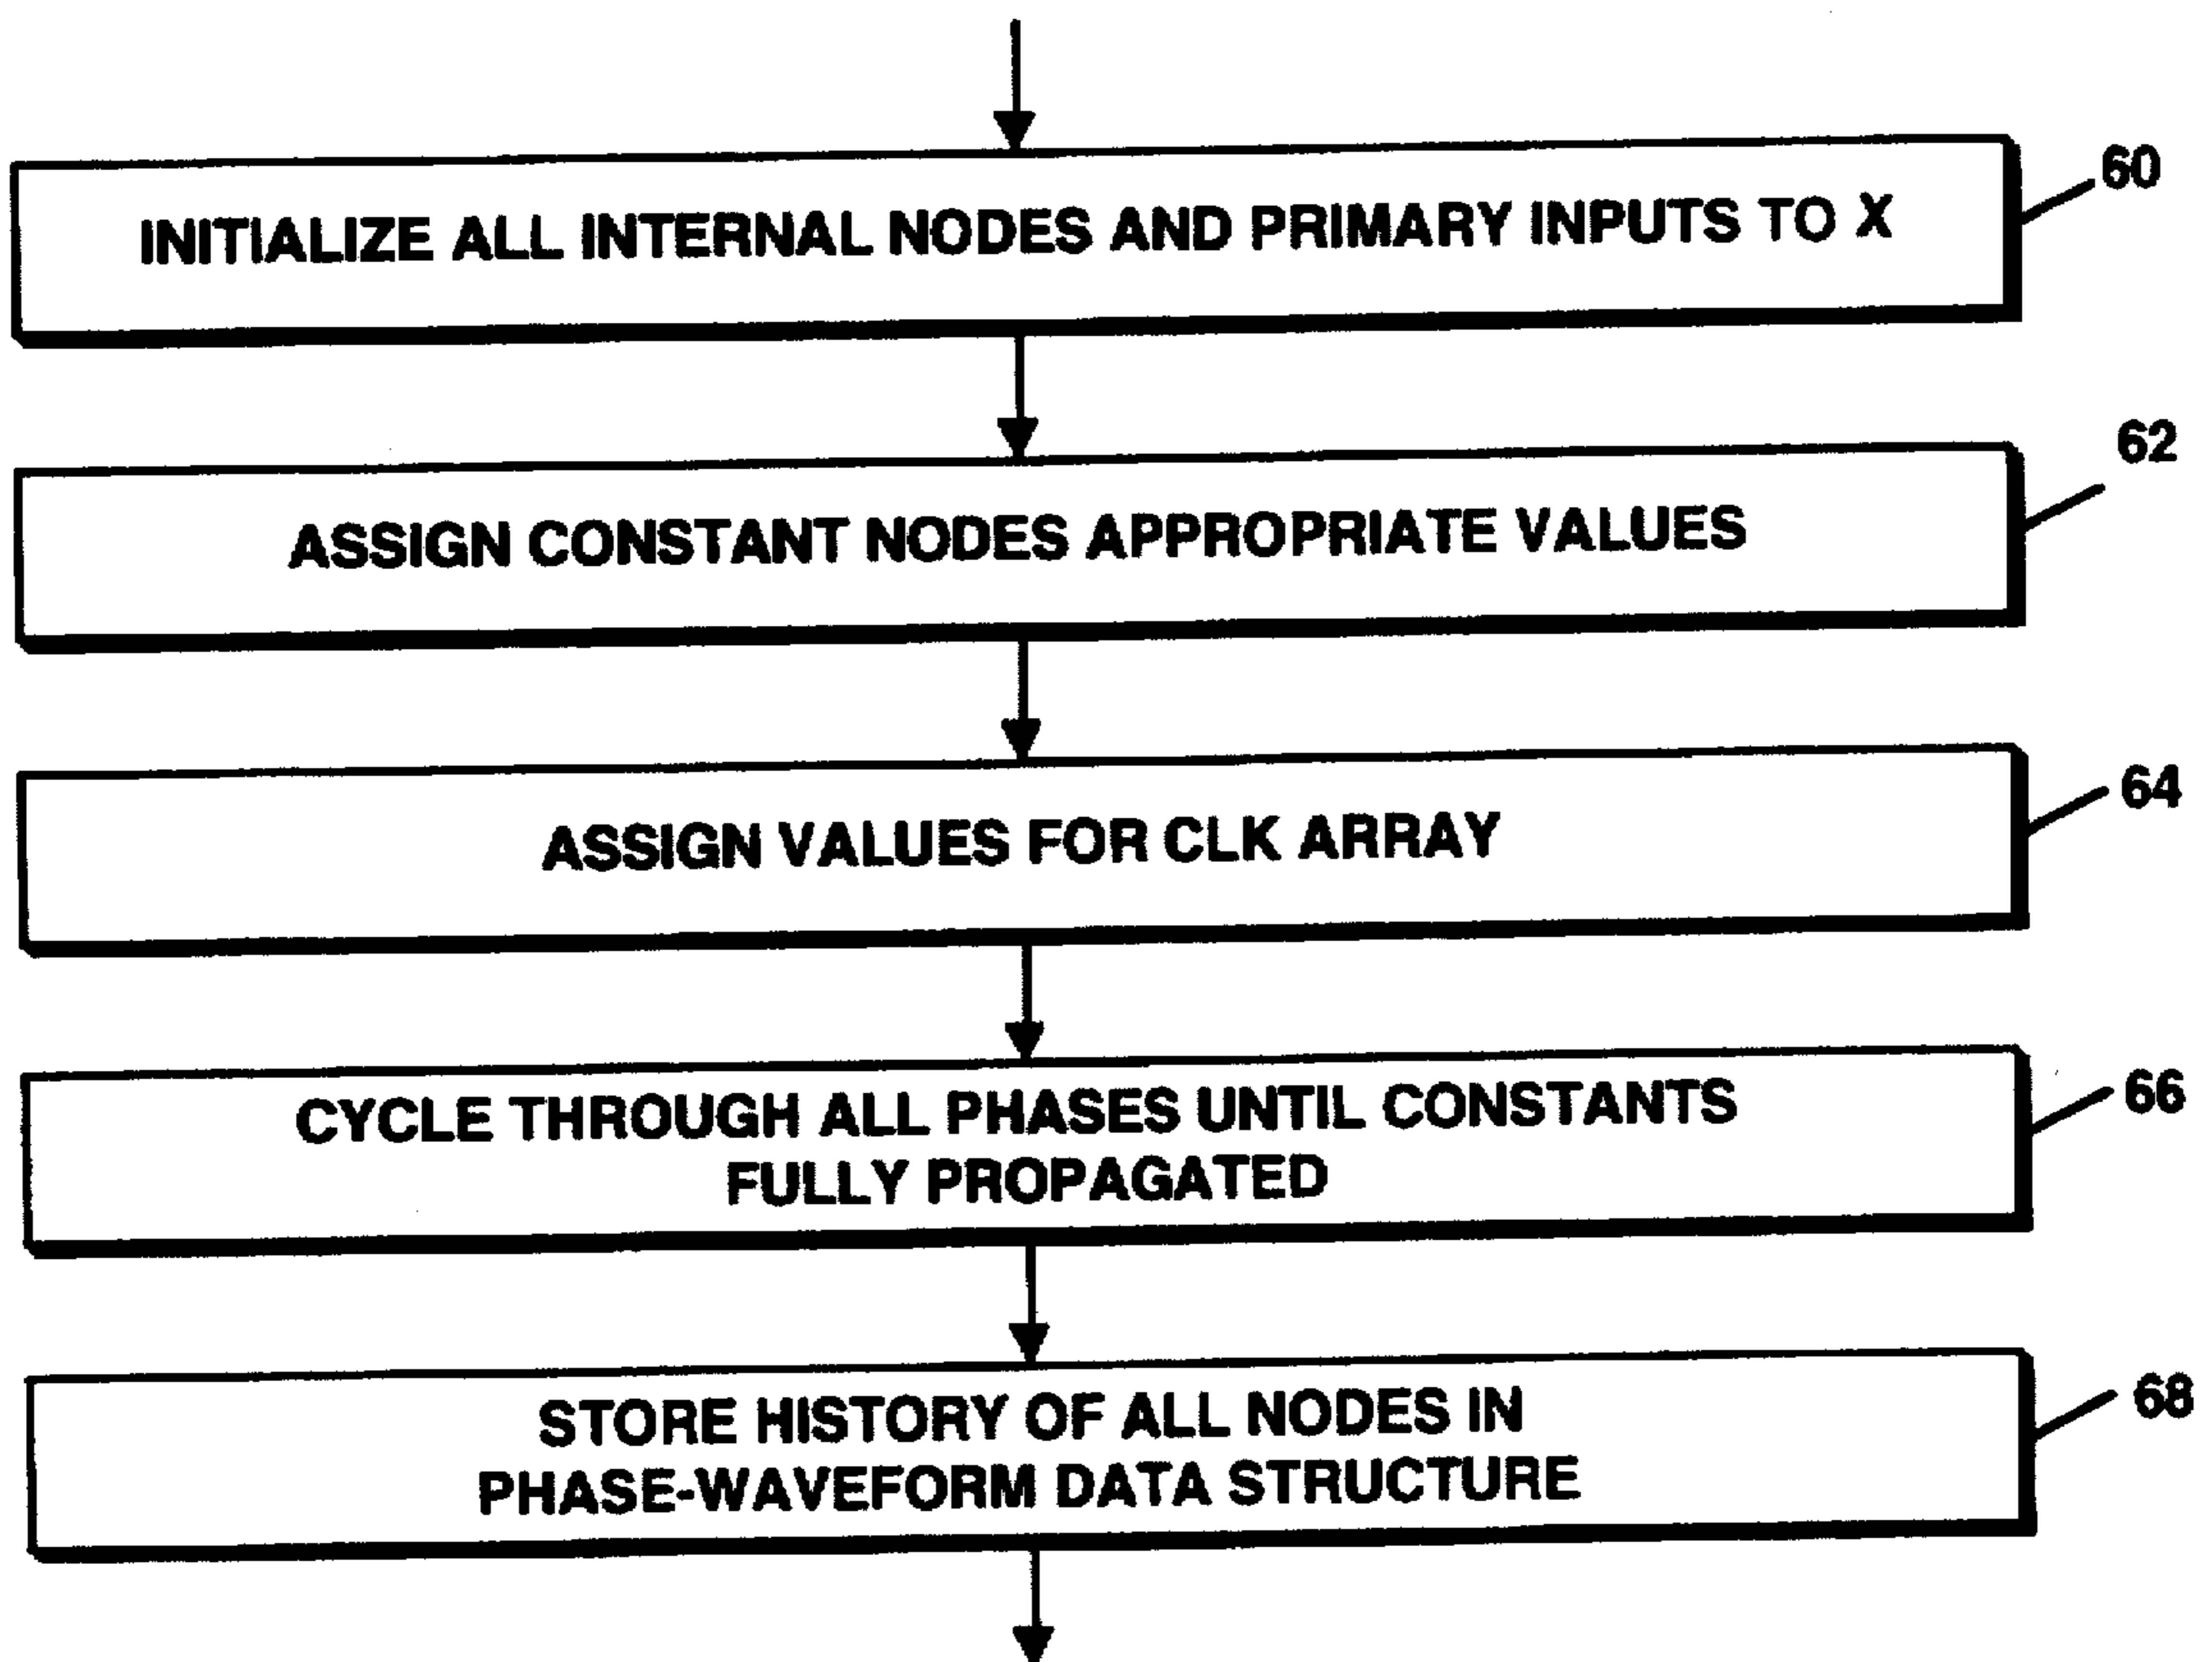 60
INITIALIZE ALL INTERNAL NODES AND PRIMARY INPUTS TO X
62
ASSIGN CONSTANT NODES APPROPRIATE VALUES
64
ASSIGN VALUES FOR CLK ARRAY
66
CYCLE THROUGH ALL PHASES UNTIL CONSTANTS
FULLY PROPAGATED
68
STORE HISTORY OF ALL NODES IN
PHASE-WAVEFORM DATA STRUCTURE